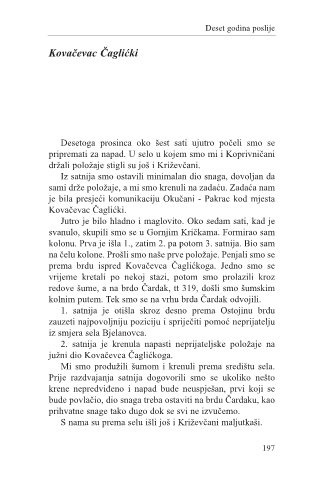 Deset godina poslije
Kovačevac Čaglićki
Desetoga prosinca oko šest sati ujutro počeli smo se
pripremati za napad. U selo u kojem smo mi i Koprivničani
držali položaje stigli su još i Križevčani.
Iz satnija smo ostavili minimalan dio snaga, dovoljan da
sami drže položaje, a mi smo krenuli na zadaću. Zadaća nam
je bila presjeći komunikaciju Okučani - Pakrac kod mjesta
Kovačevac Čaglićki.
Jutro je bilo hladno i maglovito. Oko sedam sati, kad je
svanulo, skupili smo se u Gornjim Kričkama. Formirao sam
kolonu. Prva je išla 1., zatim 2. pa potom 3. satnija. Bio sam
na čelu kolone. Prošli smo naše prve položaje. Penjali smo se
prema brdu ispred Kovačevca Čaglićkoga. Jedno smo se
vrijeme kretali po nekoj stazi, potom smo prolazili kroz
redove šume, a na brdo Čardak, tt 319, došli smo šumskim
kolnim putem. Tek smo se na vrhu brda Čardak odvojili.
1. satnija je otišla skroz desno prema Ostojinu brdu
zauzeti najpovoljniju poziciju i spriječiti pomoć neprijatelju
iz smjera sela Bjelanovca.
2. satnija je krenula napasti neprijateljske položaje na
južni dio Kovačevca Čaglićkoga.
Mi smo produžili šumom i krenuli prema središtu sela.
Prije razdvajanja satnija dogovorili smo se ukoliko nešto
krene nepredviđeno i napad bude neuspješan, prvi koji se
bude povlačio, dio snaga treba ostaviti na brdu Čardaku, kao
prihvatne snage tako dugo dok se svi ne izvučemo.
S nama su prema selu išli još i Križevčani maljutkaši.
197